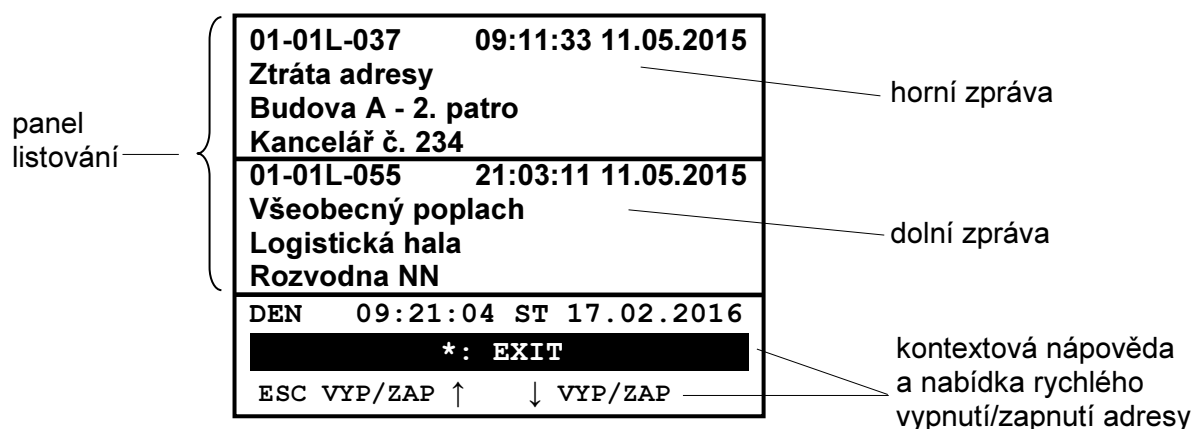 panel
listování
01-01L-037 09:11:33 11.05.2015
Ztráta adresy
Budova A - 2. patro
Kancelář č. 234
01-01L-055 21:03:11 11.05.2015
Všeobecný poplach
Logistická hala
Rozvodna NN
DEN 09:21:04 ST 17.02.2016
*: EXIT
ESC VYP/ZAP ↑ ↓ VYP/ZAP
horní zpráva
dolní zpráva
kontextová nápověda
a nabídka rychlého
vypnutí/zapnutí adresy